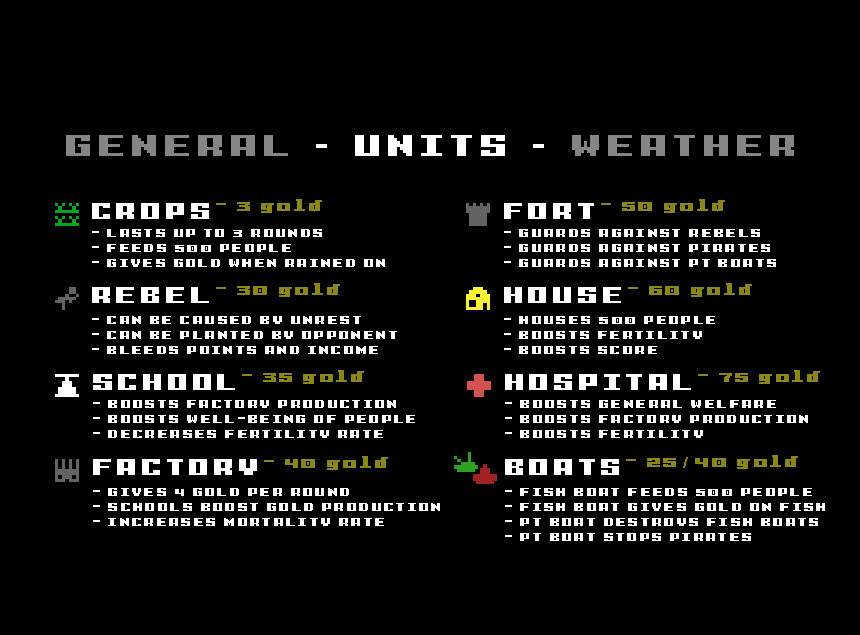 GENERAL - UNITS - WEATHER
CROPS - 3 gold
- LASTS UP TO 3 ROUNDS
- FEEDS 500 PEOPLE
- GIVES GOLD WHEN RAINED ON
REBEL - 30 gold
- CAN BE CAUSED BY UNREST
- CAN BE PLANTED BY OPPONENT
- BLEEDS POINTS AND INCOME
SCHOOL - 35 gold
- BOOSTS FACTORY PRODUCTION
- BOOSTS WELL-BEING OF PEOPLE
- DECREASES FERTILITY RATE
FACTORY - 40 gold
- GIVES 4 GOLD PER ROUND
- SCHOOLS BOOST GOLD PRODUCTION
- INCREASES MORTALITY RATE
FORT - 50 gold
- GUARDS AGAINST REBELS
- GUARDS AGAINST PIRATES
- GUARDS AGAINST PT BOATS
HOUSE - 60 gold
- HOUSES 500 PEOPLE
- BOOSTS FERTILITY
- BOOSTS SCORE
HOSPITAL - 75 gold
- BOOSTS GENERAL WELFARE
- BOOSTS FACTORY PRODUCTION
- BOOSTS FERTILITY
BOATS - 25/40 gold
- FISH BOAT FEEDS 500 PEOPLE
- FISH BOAT GIVES GOLD ON FISH
- PT BOAT DESTROYS FISH BOATS
- PT BOAT STOPS PIRATES